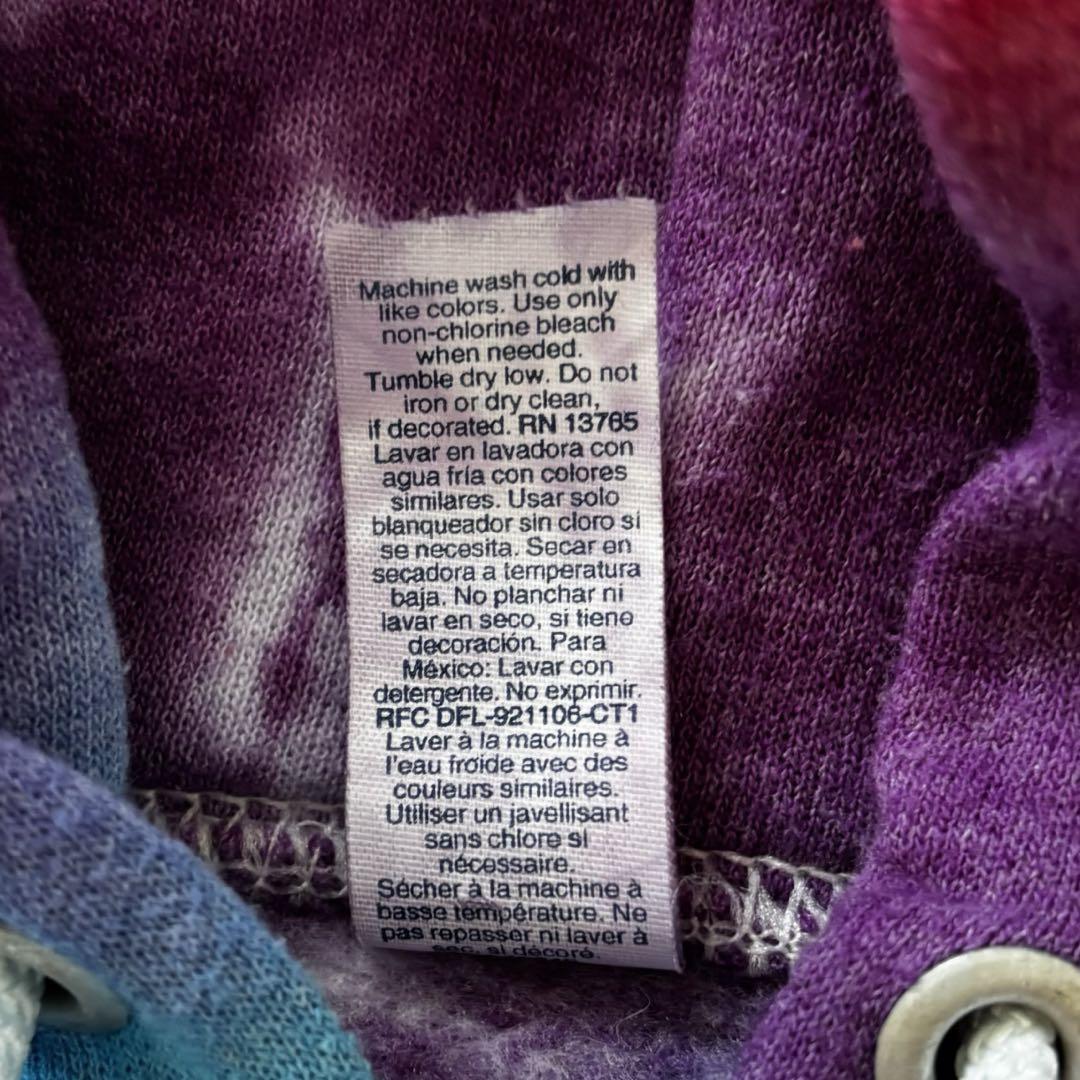 Machine wash cold with
like colors. Use only
non-chlorine bleach
when needed.
Tumble dry low. Do not
iron or dry clean,
if decorated. RN 13765
Lavar en lavadora con
agua fría con colores
similares. Usar solo
blanqueador sin cloro si
se necesita. Secar en
secadora a temperatura
baja. No planchar ni
lavar en seco, si tiene
decoración. Para
México: Lavar con
detergente. No exprimir.
RFC DFL-921106-CT1
Laver à la machine à
l'eau froide avec des
couleurs similaires.
Utiliser un javellisant
sans chlore si
nécessaire.
Sécher à la machine à
basse température. Ne
pas repasser ni laver à
sec, si décoré.